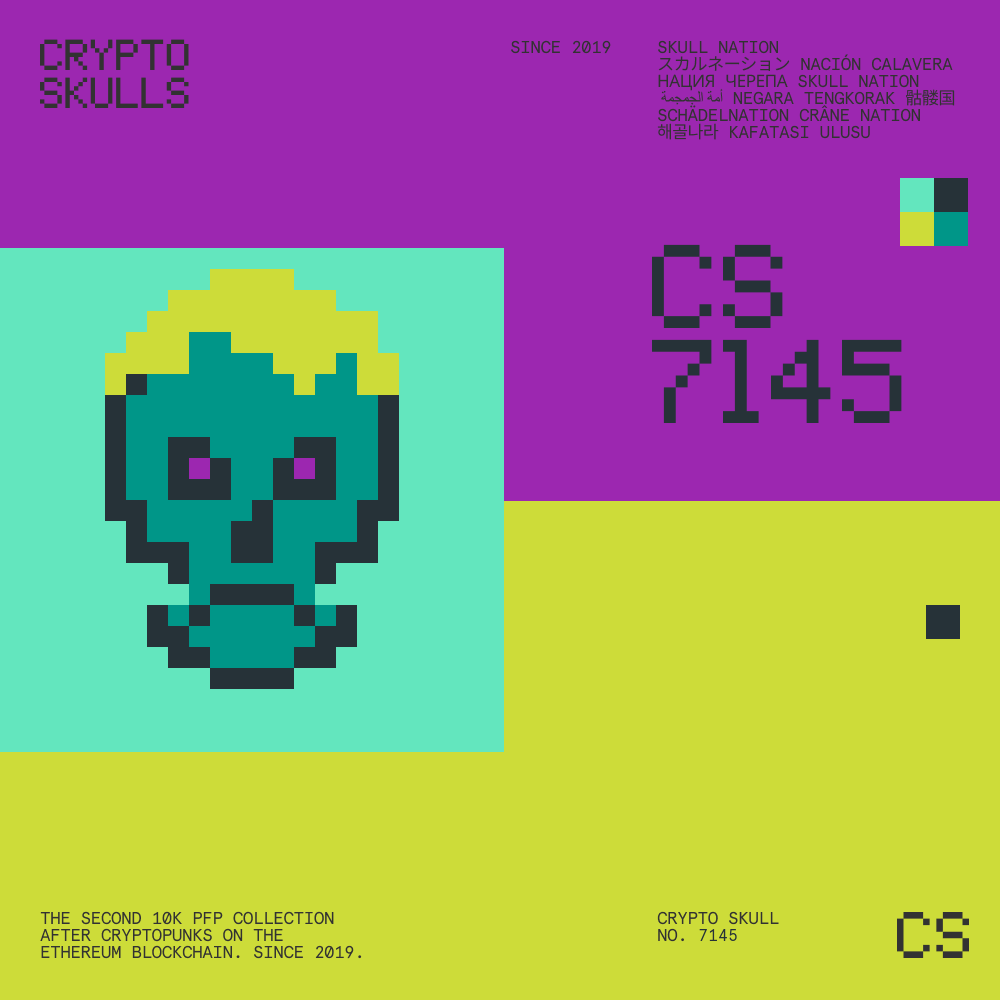 CRYPTO
SKULLS
SINCE 2019
SKULL NATION
スカルネーション NACIÓN CALAVERA
НАЦИЯ ЧЕРЕПА SKULL NATION
أمة الجمجمة NEGARA TENGKORAK 骷髅国
SCHÄDELNATION CRÂNE NATION
해골나라 KAFATASI ULUSU
CS
7145
THE SECOND 10K PFP COLLECTION
AFTER CRYPTOPUNKS ON THE
ETHEREUM BLOCKCHAIN. SINCE 2019.
CRYPTO SKULL
NO. 7145
CS